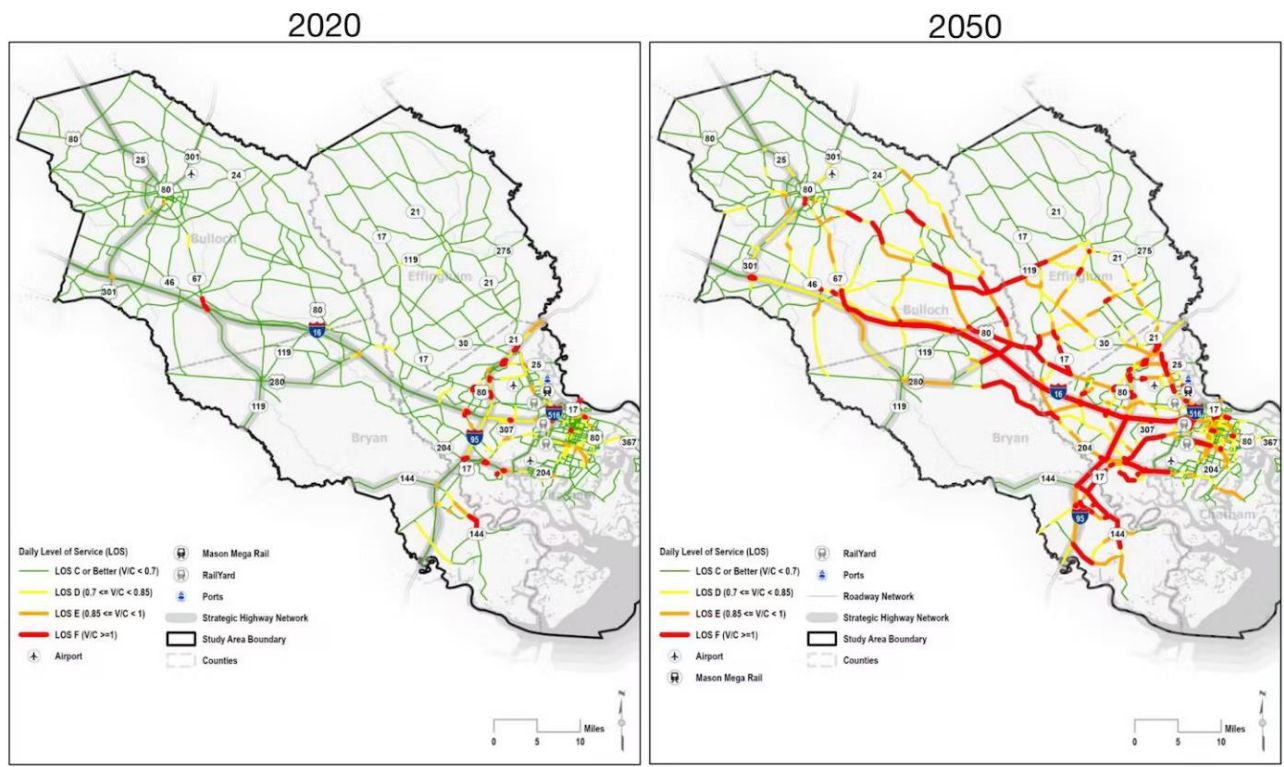 2020
2050
80
25
301
24
80
Bulloch
21
17
119
Effingham
275
21
301
46
67
80
16
119
280
119
17
30
21
25
80
17
516
Bryan
307
80
367
95
204
17
204
144
144
Chatham
Daily Level of Service (LOS)
LOS C or Better (V/C < 0.7)
LOS D (0.7 <= V/C < 0.85)
LOS E (0.85 <= V/C < 1)
LOS F (V/C >=1)
Airport
Mason Mega Rail
RailYard
Ports
Strategic Highway Network
Study Area Boundary
Counties
N
Miles
0 5 10
25
301
24
80
21
17
119
275
21
Effingham
301
46
67
Bulloch
80
119
280
119
17
30
21
25
16
80
17
516
Bryan
307
80
367
204
17
204
144
95
144
Chatham
Daily Level of Service (LOS)
LOS C or Better (V/C < 0.7)
LOS D (0.7 <= V/C < 0.85)
LOS E (0.85 <= V/C < 1)
LOS F (V/C >=1)
Airport
Mason Mega Rail
RailYard
Ports
Roadway Network
Strategic Highway Network
Study Area Boundary
Counties
N
Miles
0 5 10